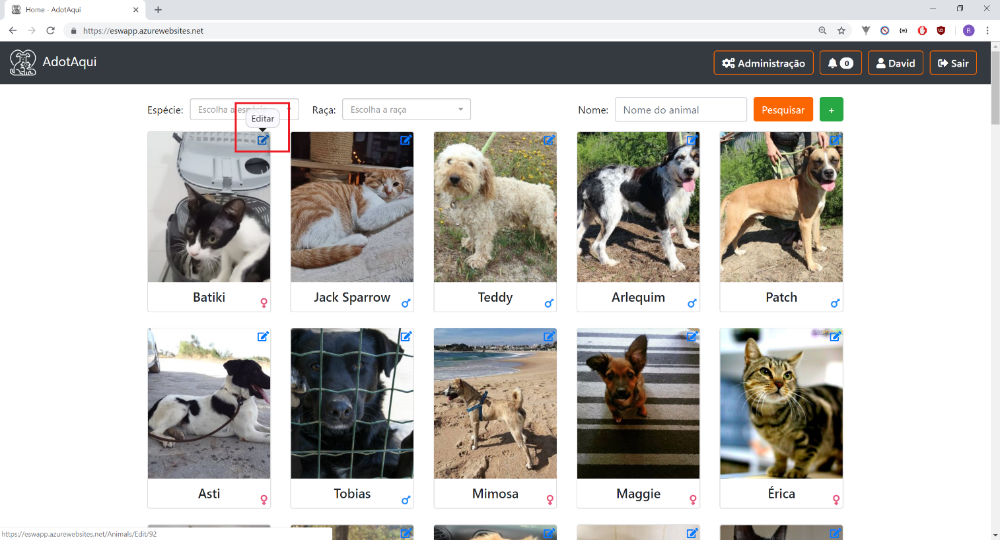 Home - AdotAqui
https://eswapp.azurewebsites.net
R
AdotAqui
Administração
0
David
Sair
Espécie:
Escolha a espécie
Raça:
Escolha a raça
Nome:
Nome do animal
Pesquisar
+
Editar
Batiki
Jack Sparrow
Teddy
Arlequim
Patch
Asti
Tobias
Mimosa
Maggie
Érica
https://eswapp.azurewebsites.net/Animals/Edit/92